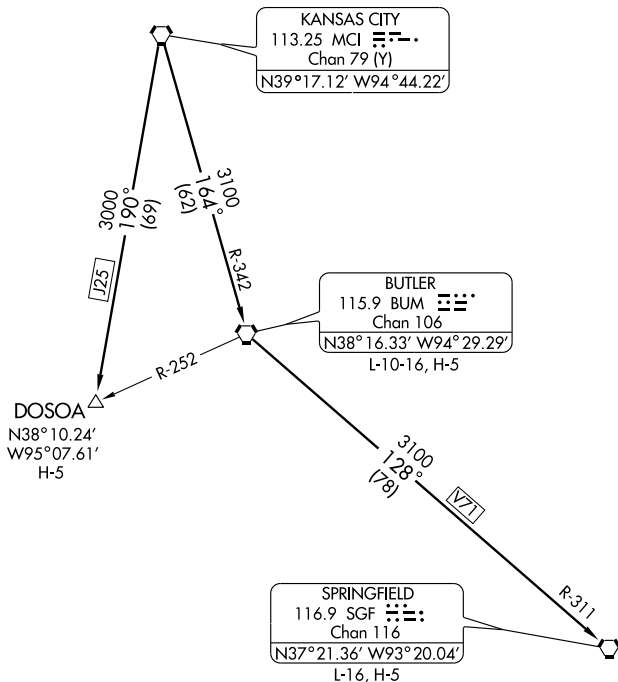 KANSAS CITY
113.25 MCI
Chan 79 (Y)
N39°17.12' W94°44.22'
3000
190°
(69)
J25
3100
164°
(62)
R-342
BUTLER
115.9 BUM
Chan 106
N38°16.33' W94°29.29'
L-10-16, H-5
R-252
DOSOA
N38°10.24'
W95°07.61'
H-5
3100
128°
(78)
V71
R-311
SPRINGFIELD
116.9 SGF
Chan 116
N37°21.36' W93°20.04'
L-16, H-5